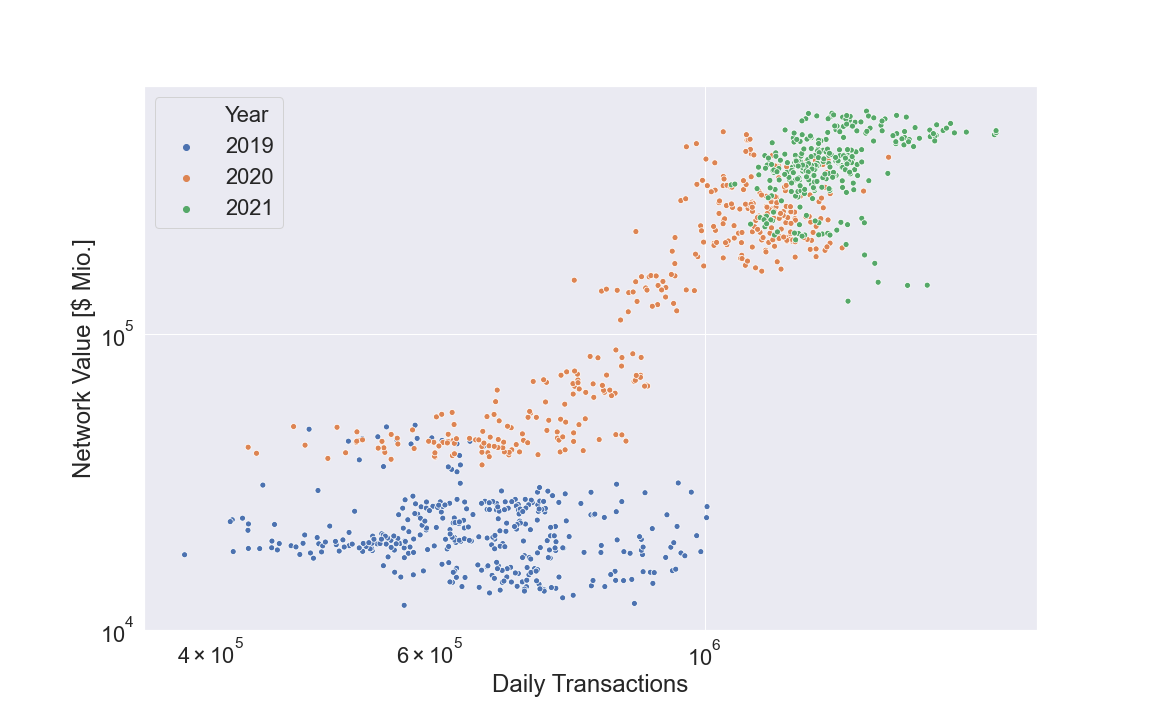 Year
2019
2020
2021
Network Value [$ Mio.]
10^5
10^4
4 × 10^5
6 × 10^5
10^6
Daily Transactions